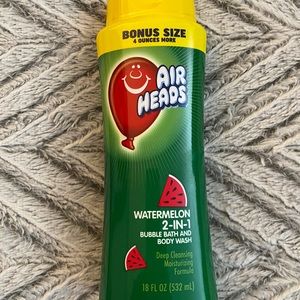 BONUS SIZE
4 OUNCES MORE
AIR
HEADS
WATERMELON
2-IN-1
BUBBLE BATH AND
BODY WASH
Deep Cleansing
Moisturizing
Formula
18 FL OZ (532 mL)